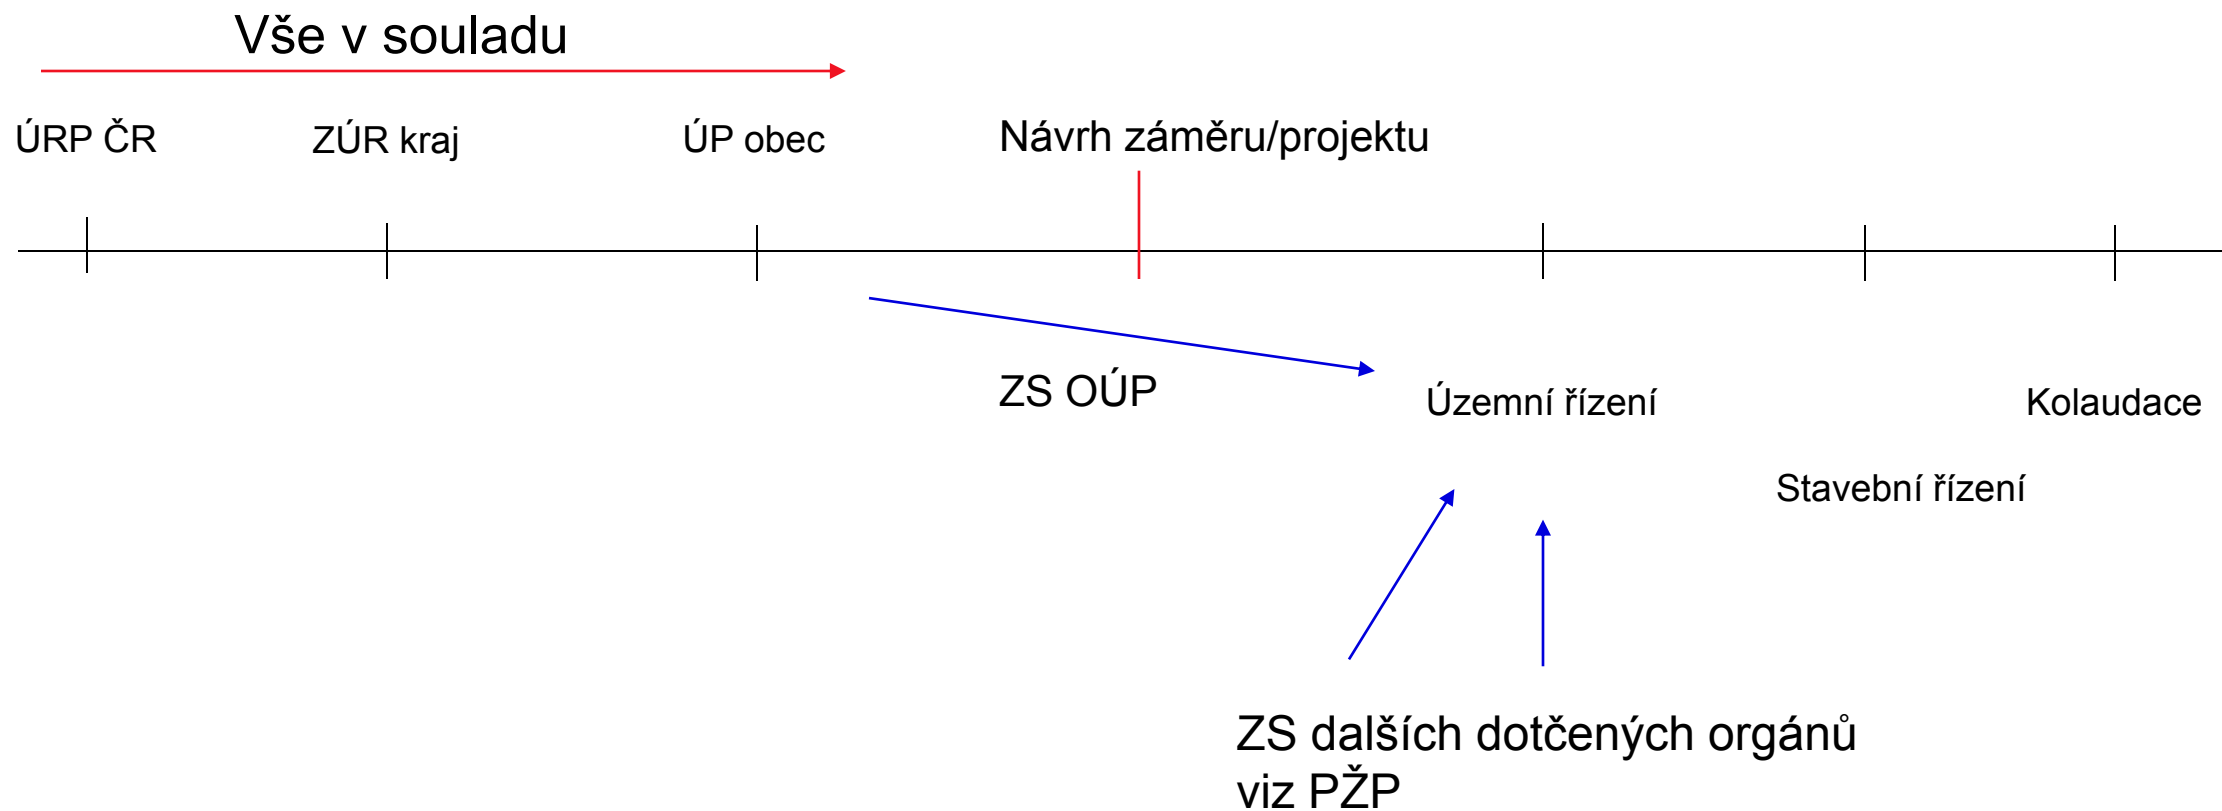 Vše v souladu
ÚRP ČR
ZÚR kraj
ÚP obec
Návrh záměru/projektu
ZS OÚP
Územní řízení
Kolaudace
Stavební řízení
ZS dalších dotčených orgánů
viz PŽP